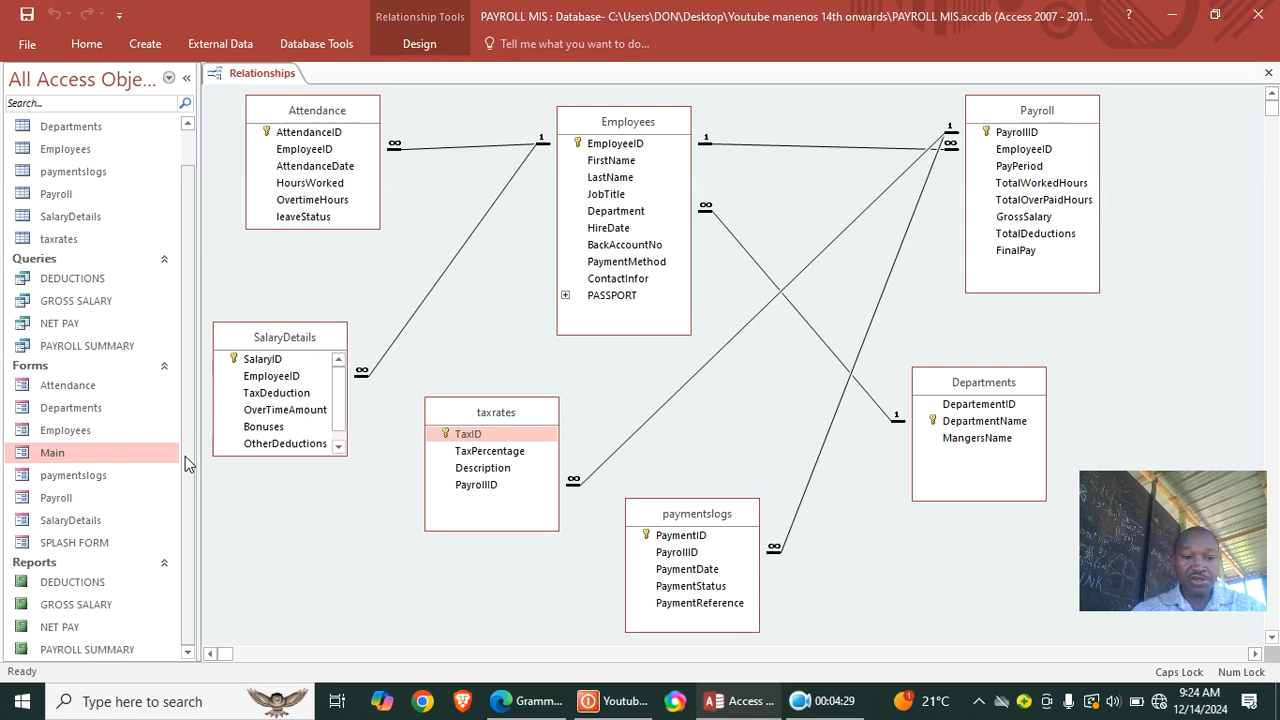 Relationship Tools
PAYROLL MIS : Database- C:\Users\DON\Desktop\Youtube manenos 14th onwards\PAYROLL MIS.accdb (Access 2007 - 201...
File
Home
Create
External Data
Database Tools
Design
Tell me what you want to do...
All Access Obje...
Search...
Departments
Employees
paymentslogs
Payroll
SalaryDetails
taxrates
Queries
DEDUCTIONS
GROSS SALARY
NET PAY
PAYROLL SUMMARY
Forms
Attendance
Departments
Employees
Main
paymentslogs
Payroll
SalaryDetails
SPLASH FORM
Reports
DEDUCTIONS
GROSS SALARY
NET PAY
PAYROLL SUMMARY
Relationships
Attendance
AttendanceID
EmployeeID
AttendanceDate
HoursWorked
OvertimeHours
leaveStatus
∞
1
Employees
EmployeeID
FirstName
LastName
JobTitle
Department
HireDate
BackAccountNo
PaymentMethod
ContactInfor
PASSPORT
1
∞
1
∞
Payroll
PayrollID
EmployeeID
PayPeriod
TotalWorkedHours
TotalOverPaidHours
GrossSalary
TotalDeductions
FinalPay
SalaryDetails
SalaryID
EmployeeID
TaxDeduction
OverTimeAmount
Bonuses
OtherDeductions
∞
taxrates
TaxID
TaxPercentage
Description
PayrollID
∞
Departments
DepartementID
DepartmentName
MangersName
1
paymentslogs
PaymentID
PayrollID
PaymentDate
PaymentStatus
PaymentReference
∞
Ready
Caps Lock
Num Lock
Type here to search
Gramm...
Youtub...
Access ...
00:04:29
21°C
9:24 AM
12/14/2024